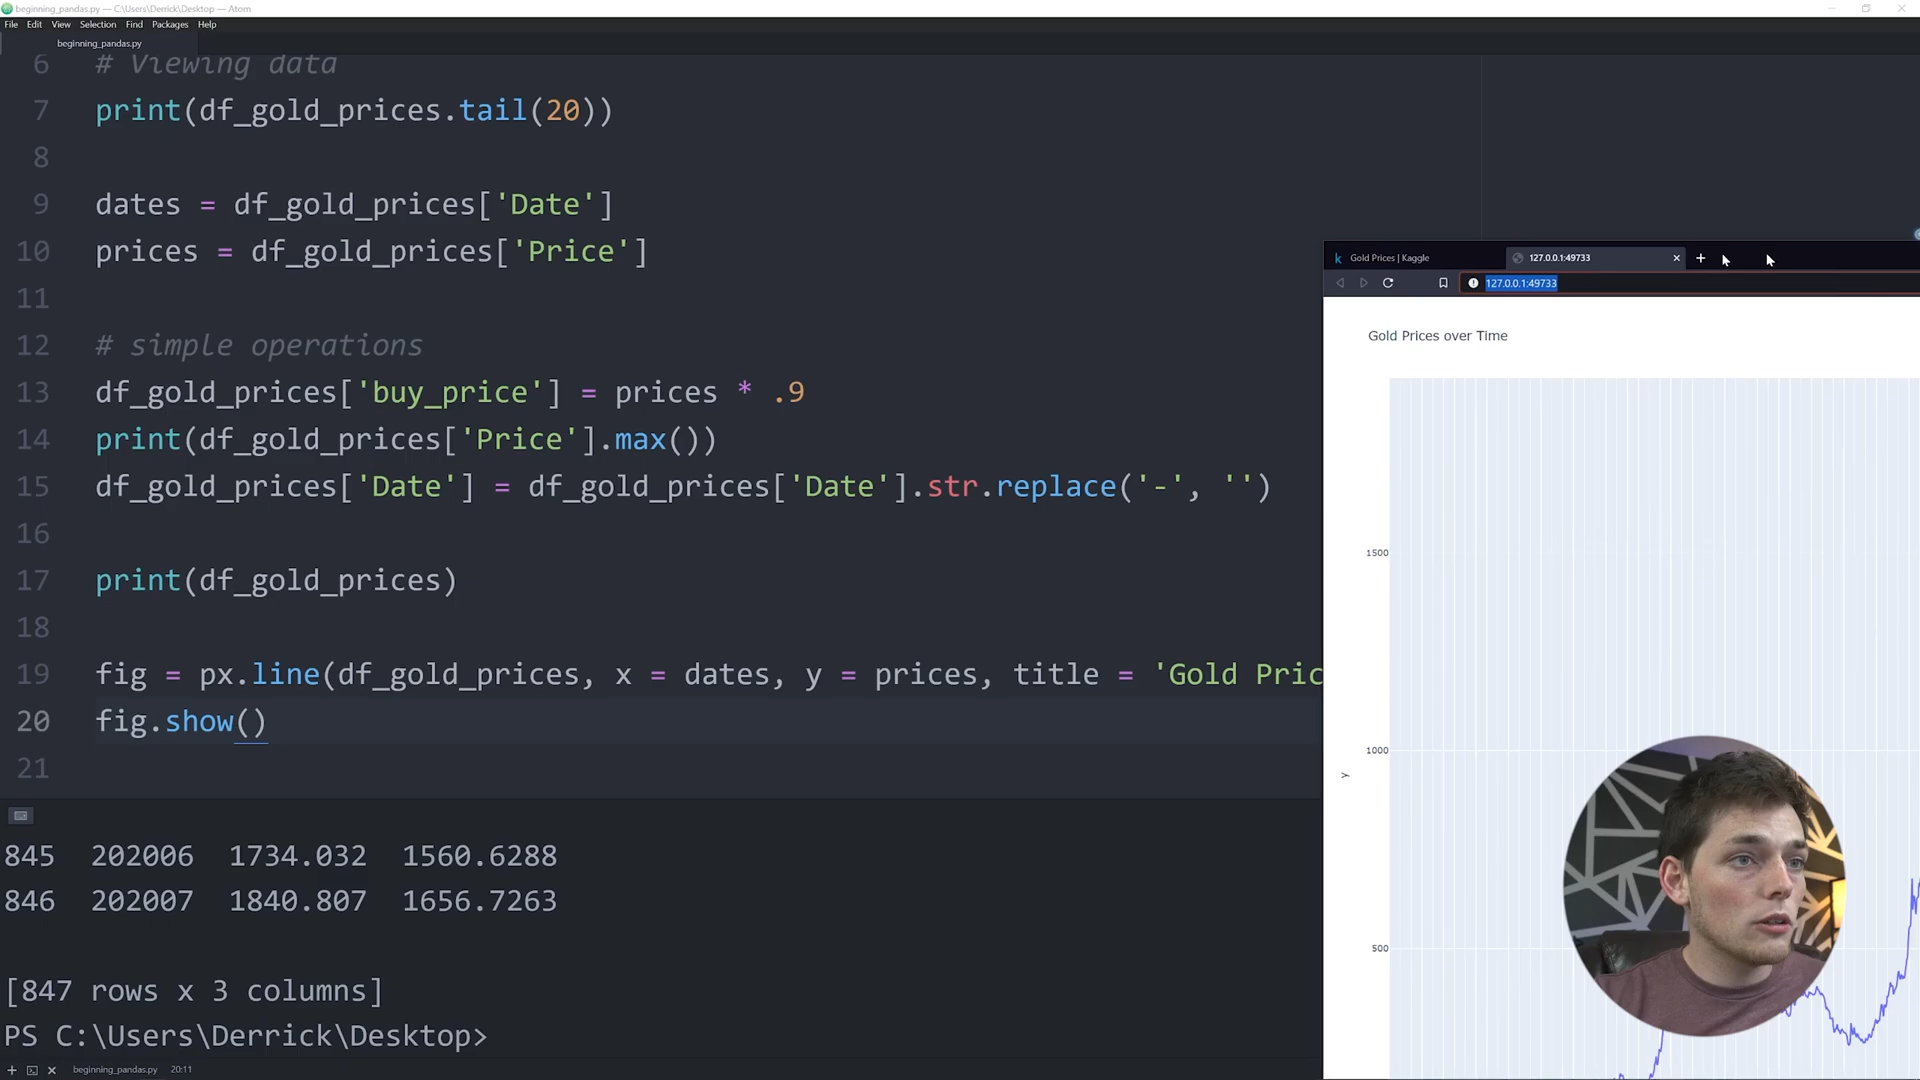 beginning_pandas.py — C:\Users\Derrick\Desktop — Atom
File Edit View Selection Find Packages Help
beginning_pandas.py
6 # Viewing data
7 print(df_gold_prices.tail(20))
8
9 dates = df_gold_prices['Date']
10 prices = df_gold_prices['Price']
11
12 # simple operations
13 df_gold_prices['buy_price'] = prices * .9
14 print(df_gold_prices['Price'].max())
15 df_gold_prices['Date'] = df_gold_prices['Date'].str.replace('-', '')
16
17 print(df_gold_prices)
18
19 fig = px.line(df_gold_prices, x = dates, y = prices, title = 'Gold Pric
20 fig.show()
21
845 202006 1734.032 1560.6288
846 202007 1840.807 1656.7263
[847 rows x 3 columns]
PS C:\Users\Derrick\Desktop>
beginning_pandas.py 20:11
k Gold Prices | Kaggle
127.0.0.1:49733
127.0.0.1:49733
Gold Prices over Time
1500
1000
y
500